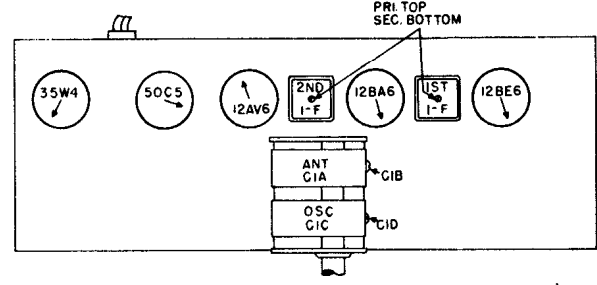 PRI. TOP
SEC. BOTTOM
35W4
50C5
12AV6
2ND
I-F
12BA6
1ST
I-F
12BE6
ANT
C1A
C1B
OSC
C1C
C1D